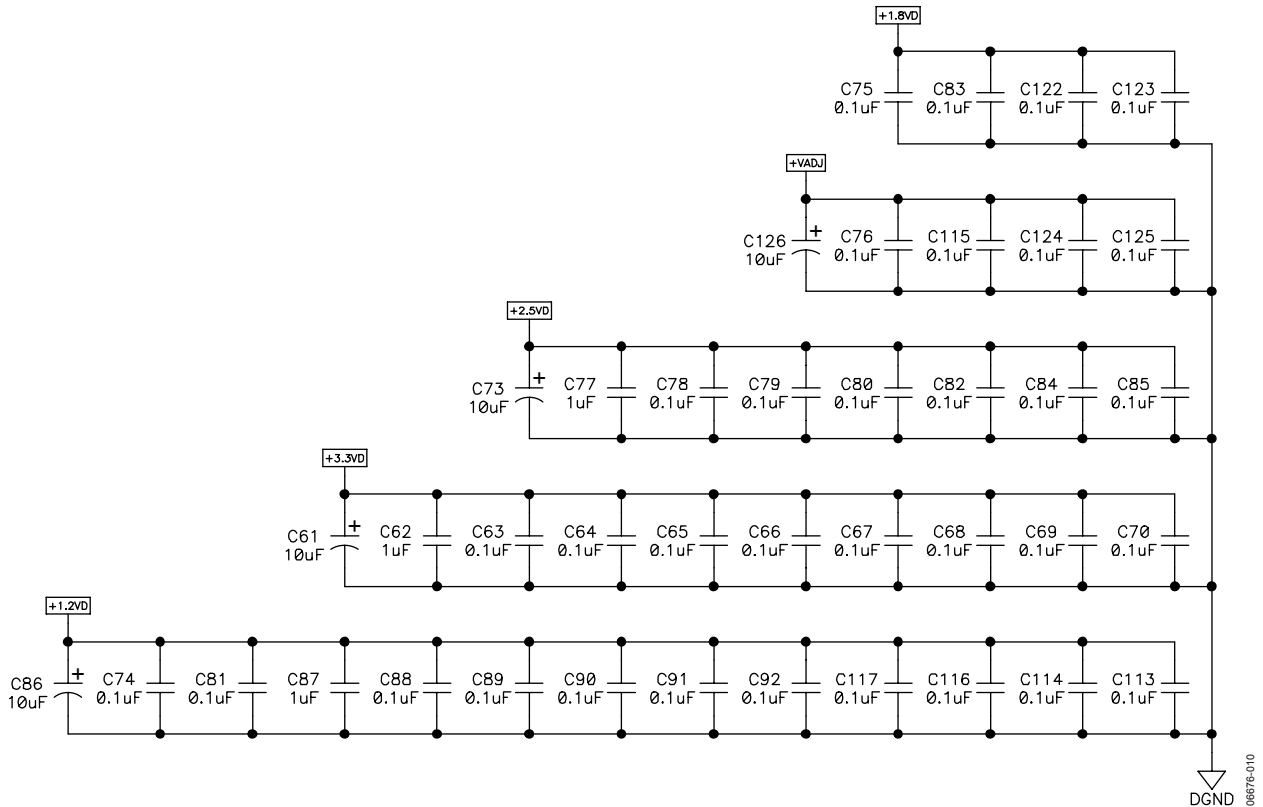 +1.8VD
C75 C83 C122 C123
0.1uF 0.1uF 0.1uF 0.1uF
+VADJ
C126 + C76 C115 C124 C125
10uF 0.1uF 0.1uF 0.1uF 0.1uF
+2.5VD
C73 + C77 C78 C79 C80 C82 C84 C85
10uF 1uF 0.1uF 0.1uF 0.1uF 0.1uF 0.1uF 0.1uF
+3.3VD
C61 + C62 C63 C64 C65 C66 C67 C68 C69 C70
10uF 1uF 0.1uF 0.1uF 0.1uF 0.1uF 0.1uF 0.1uF 0.1uF 0.1uF
+1.2VD
C86 + C74 C81 C87 C88 C89 C90 C91 C92 C117 C116 C114 C113
10uF 0.1uF 0.1uF 1uF 0.1uF 0.1uF 0.1uF 0.1uF 0.1uF 0.1uF 0.1uF 0.1uF 0.1uF
DGND
06676-010